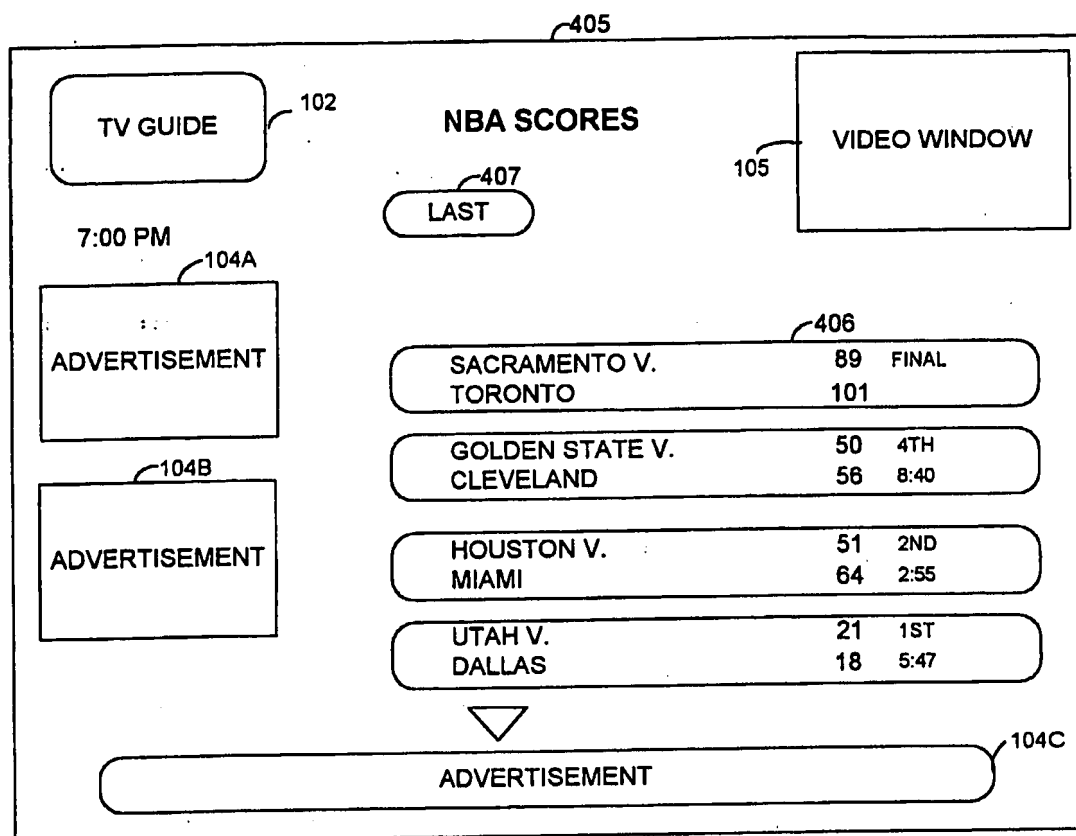 405
TV GUIDE
102
NBA SCORES
VIDEO WINDOW
105
407
LAST
7:00 PM
104A
ADVERTISEMENT
104B
ADVERTISEMENT
406
SACRAMENTO V. 89 FINAL
TORONTO 101
GOLDEN STATE V. 50 4TH
CLEVELAND 56 8:40
HOUSTON V. 51 2ND
MIAMI 64 2:55
UTAH V. 21 1ST
DALLAS 18 5:47
104C
ADVERTISEMENT